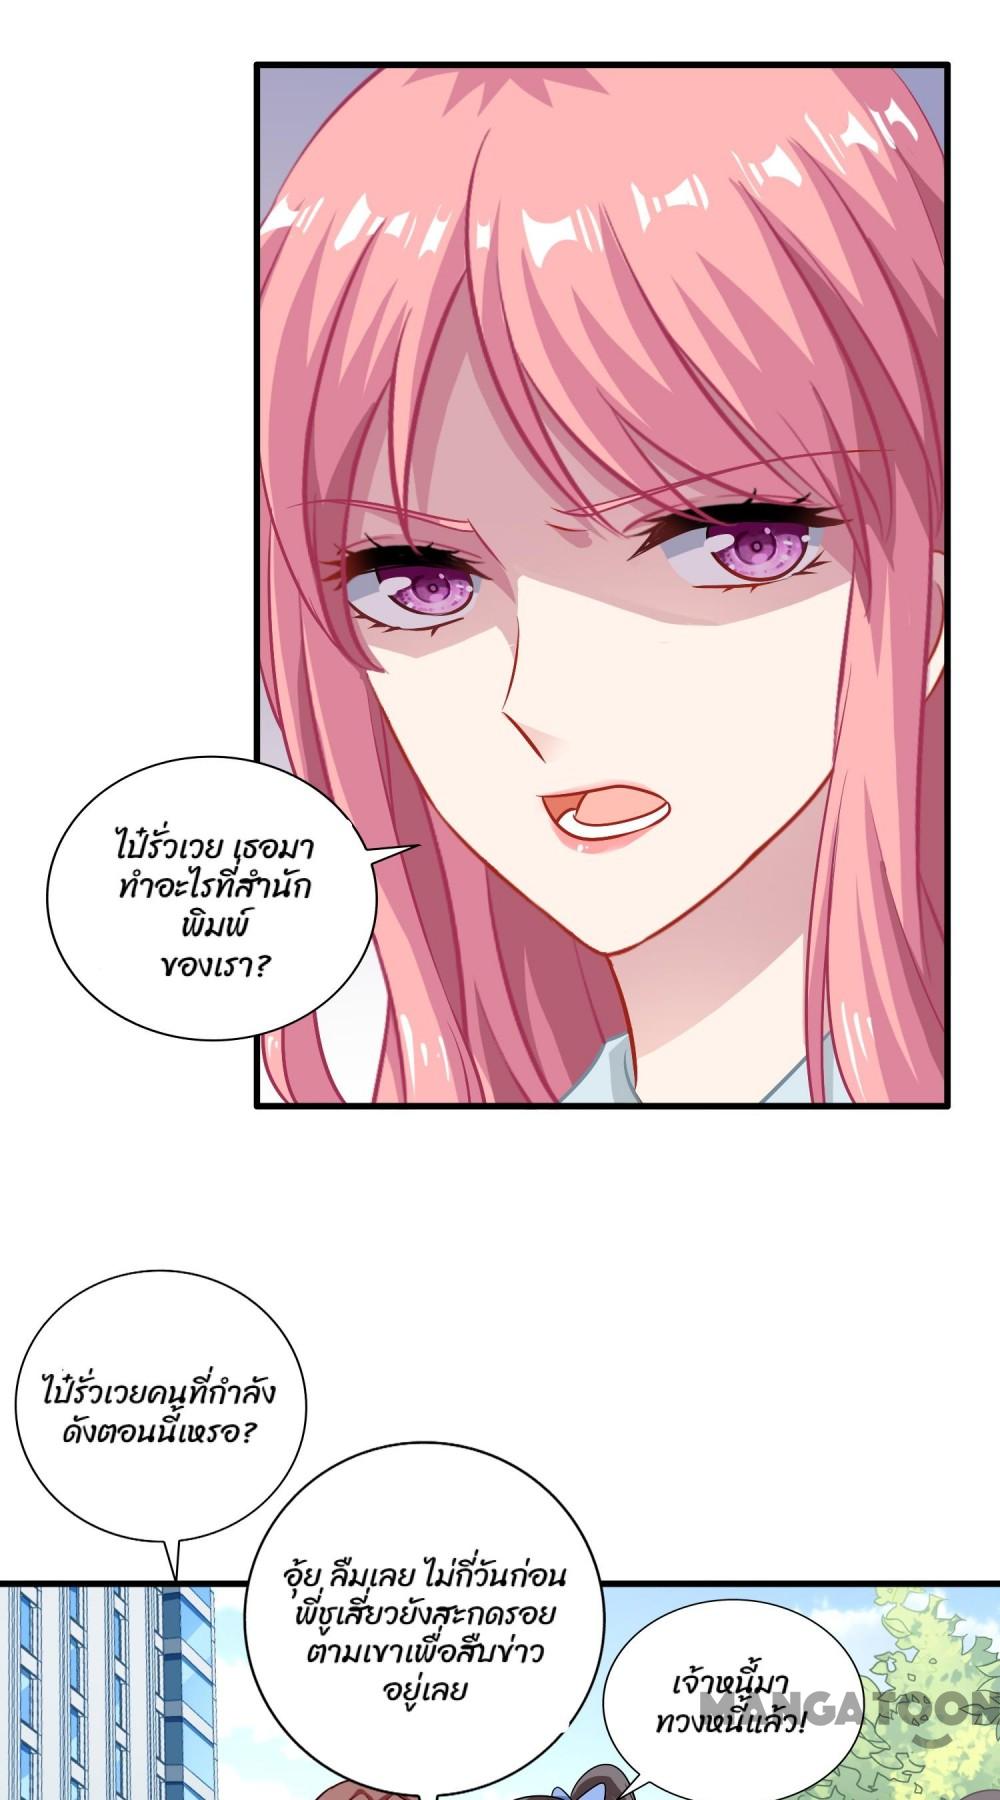 ไป๋รั่วเวย เธอมา
ทำอะไรที่สำนัก
พิมพ์
ของเรา?
ไป๋รั่วเวยคนที่กำลัง
ดังตอนนี้เหรอ?
อุ้ย ลืมเลย ไม่กี่วันก่อน
พี่ชูเสี่ยวยังสะกดรอย
ตามเขาเพื่อสืบข่าว
อยู่เลย
เจ้าหนี้มา
ทวงหนี้แล้ว!
MANGATOON